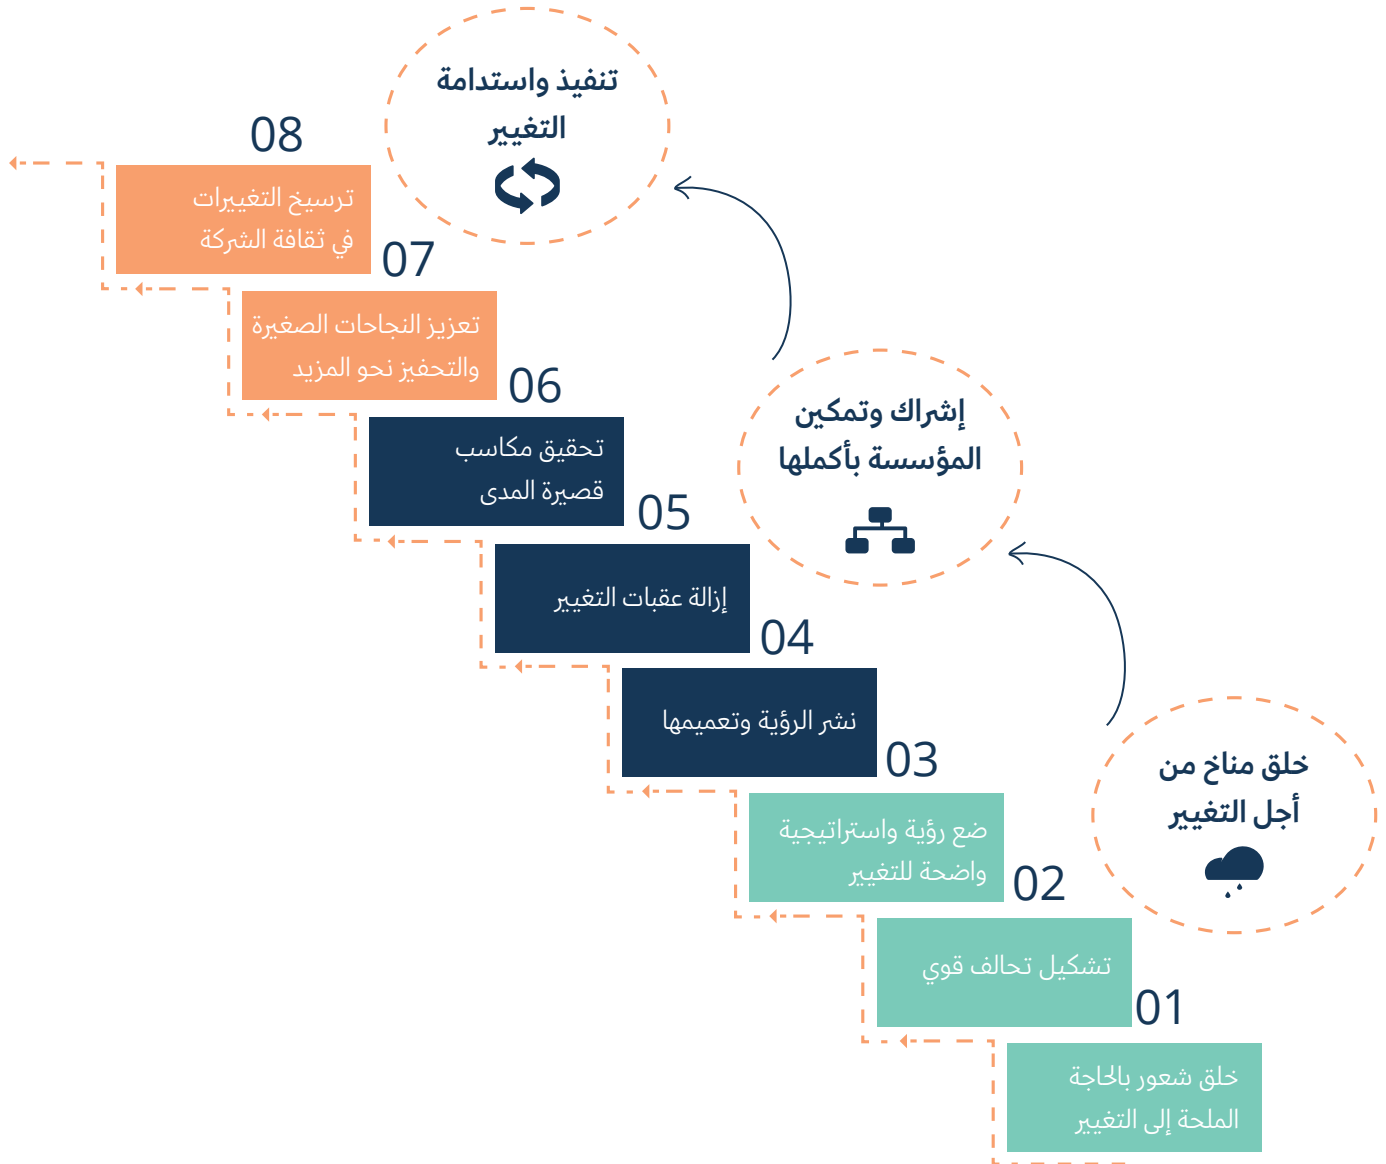 تنفيذ واستدامة
التغيير
08
ترسيخ التغييرات
في ثقافة الشركة
07
تعزيز النجاحات الصغيرة
والتحفيز نحو المزيد
06
تحقيق مكاسب
قصيرة المدى
إشراك وتمكين
المؤسسة بأكملها
05
إزالة عقبات التغيير
04
نشر الرؤية وتعميمها
03
ضع رؤية واستراتيجية
واضحة للتغيير
خلق مناخ من
أجل التغيير
02
تشكيل تحالف قوي
01
خلق شعور بالحاجة
الملحة إلى التغيير